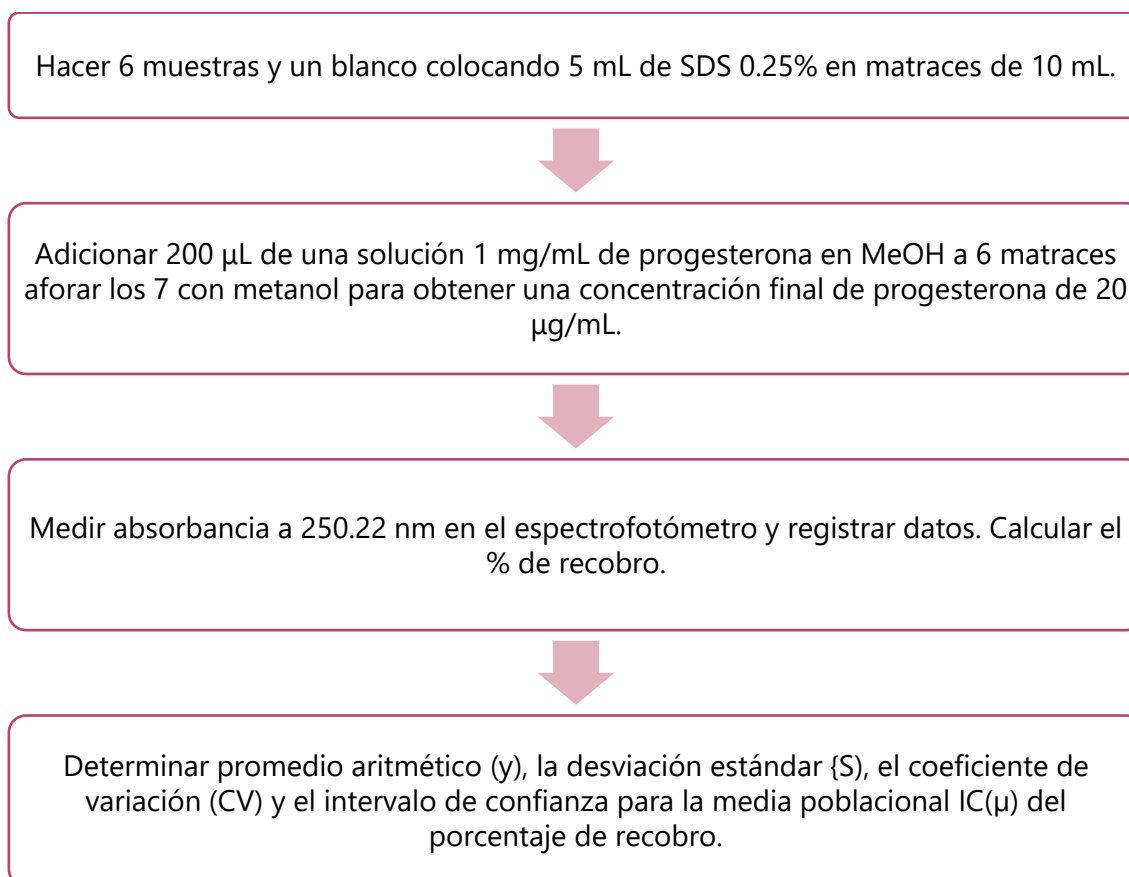 Hacer 6 muestras y un blanco colocando 5 mL de SDS 0.25% en matraces de 10 mL.
Adicionar 200 µL de una solución 1 mg/mL de progesterona en MeOH a 6 matraces
aforar los 7 con metanol para obtener una concentración final de progesterona de 20
µg/mL.
Medir absorbancia a 250.22 nm en el espectrofotómetro y registrar datos. Calcular el
% de recobro.
Determinar promedio aritmético (y), la desviación estándar {S), el coeficiente de
variación (CV) y el intervalo de confianza para la media poblacional IC(µ) del
porcentaje de recobro.